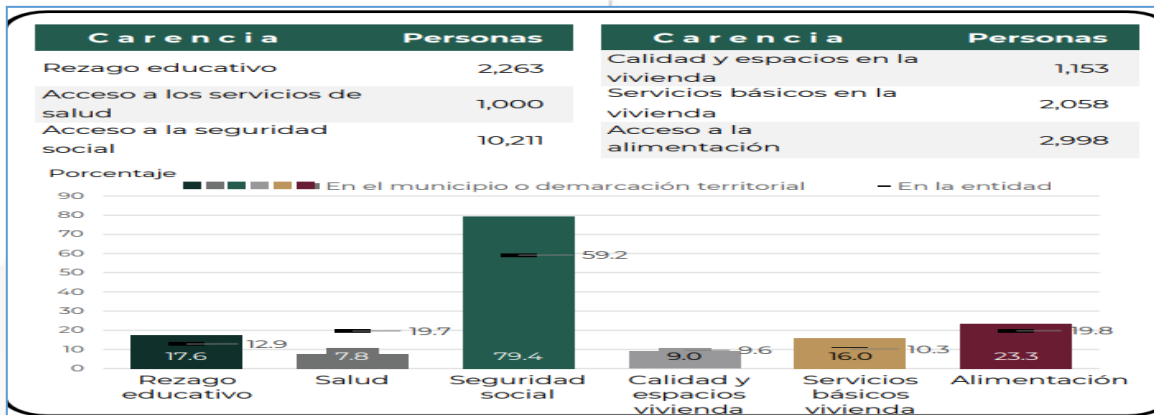 Carencia Personas
Rezago educativo 2,263
Acceso a los servicios de
salud 1,000
Acceso a la seguridad
social 10,211
Carencia Personas
Calidad y espacios en la
vivienda 1,153
Servicios básicos en la
vivienda 2,058
Acceso a la
alimentación 2,998
Porcentaje
En el municipio o demarcación territorial En la entidad
90
80
70
60
50
40
30
20
10
0
17.6 12.9
7.8 19.7
79.4 59.2
9.0 9.6
16.0 10.3
23.3 19.8
Rezago
educativo
Salud
Seguridad
social
Calidad y
espacios
vivienda
Servicios
básicos
vivienda
Alimentación